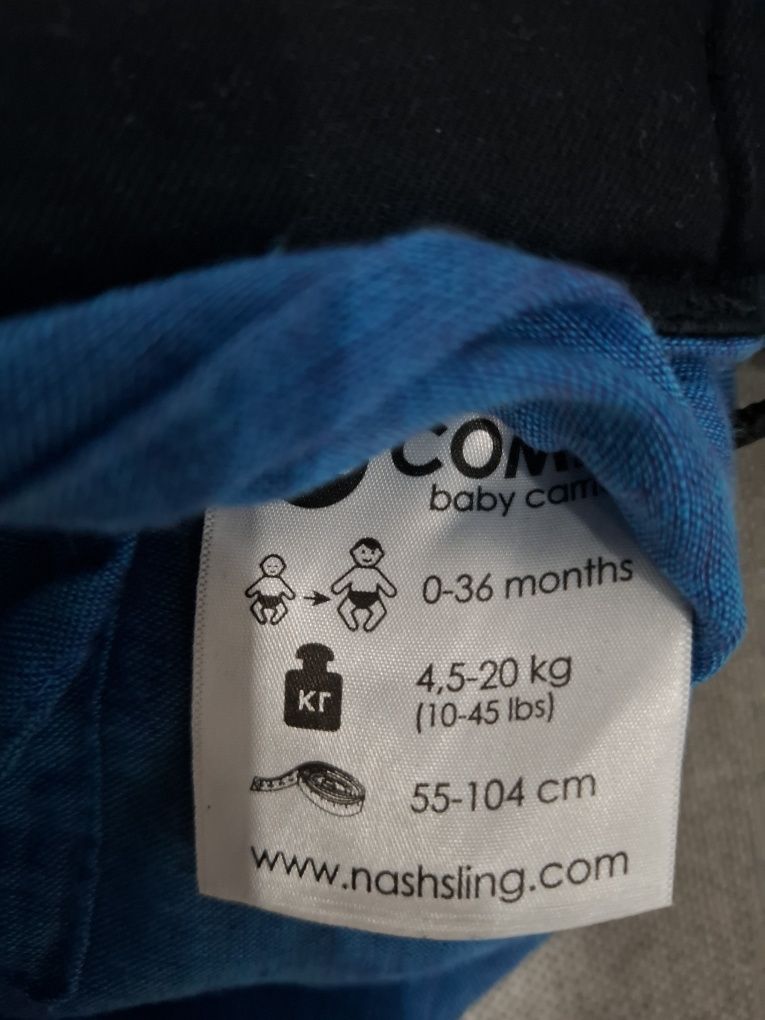 baby
0-36 months
КГ
4,5-20 kg
(10-45 lbs)
55-104 cm
www.nashsling.com